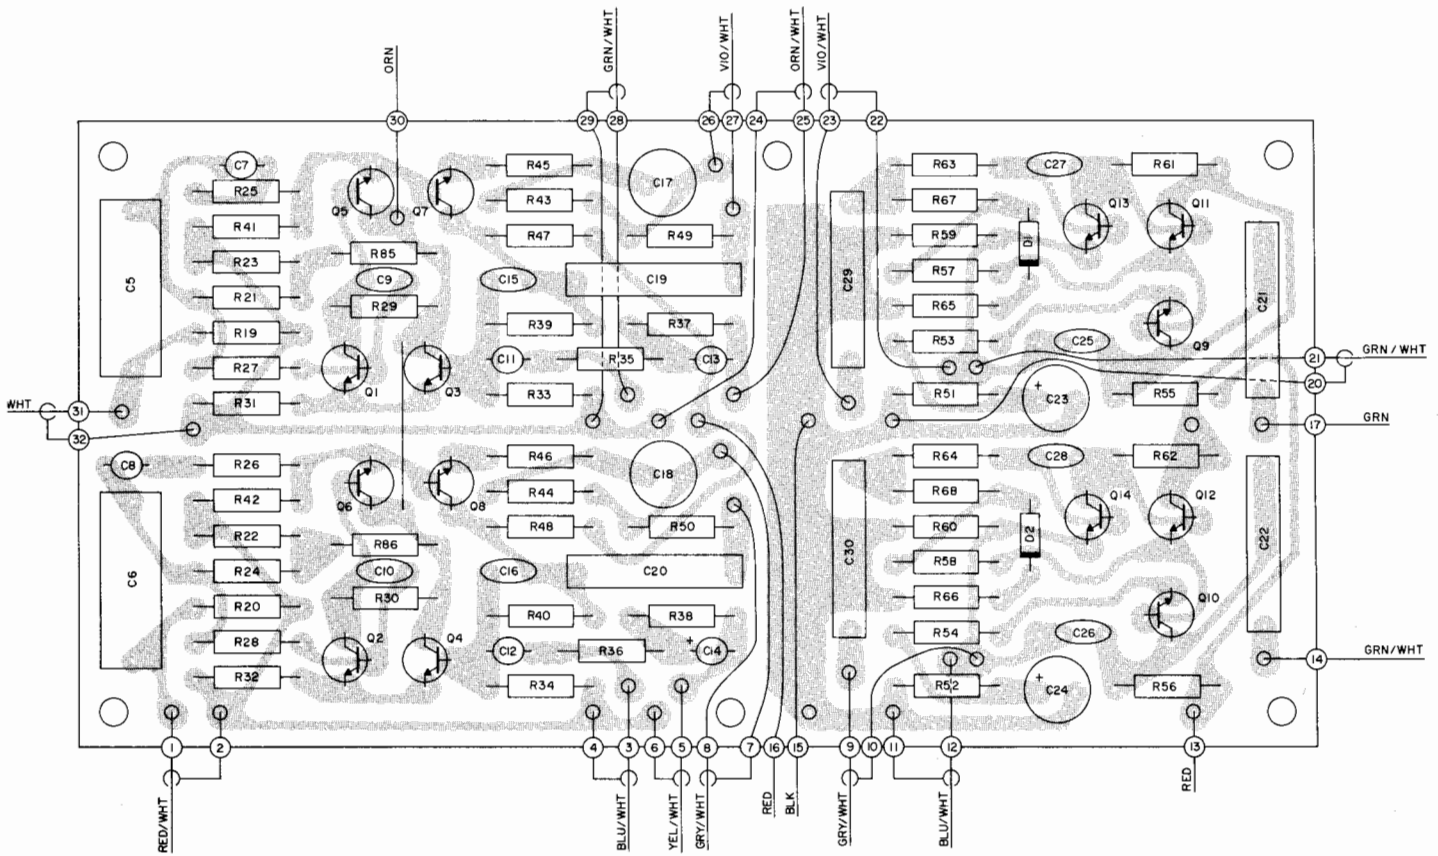 ORN
GRN/WHT
VIO/WHT
ORN/WHT
VIO/WHT
30
29
28
26
27
24
25
23
22
C7
R25
R41
R23
R21
R19
R27
R31
C5
Q5
Q7
R85
C9
R29
Q1
Q3
R45
R43
R47
C15
R39
C11
R33
C17
R49
C19
R37
R35
C13
C29
R63
R67
R59
R57
R65
R53
R51
C27
R61
D1
Q13
Q11
Q9
C25
C23
+
R55
C21
21
GRN/WHT
20
17
GRN
WHT
31
32
C8
R26
R42
R22
R24
R20
R28
R32
C6
Q6
Q8
R86
C10
R30
Q2
Q4
R46
R44
R48
C16
R40
C12
R34
C18
R50
C20
R38
R36
+
C14
C30
R64
R68
R60
R58
R66
R54
R52
C28
R62
D2
Q14
Q12
Q10
C26
C24
+
R56
C22
14
GRN/WHT
1
2
4
3
6
5
8
7
16
15
9
10
11
12
13
RED/WHT
BLU/WHT
YEL/WHT
GRY/WHT
RED
BLK
GRY/WHT
BLU/WHT
RED